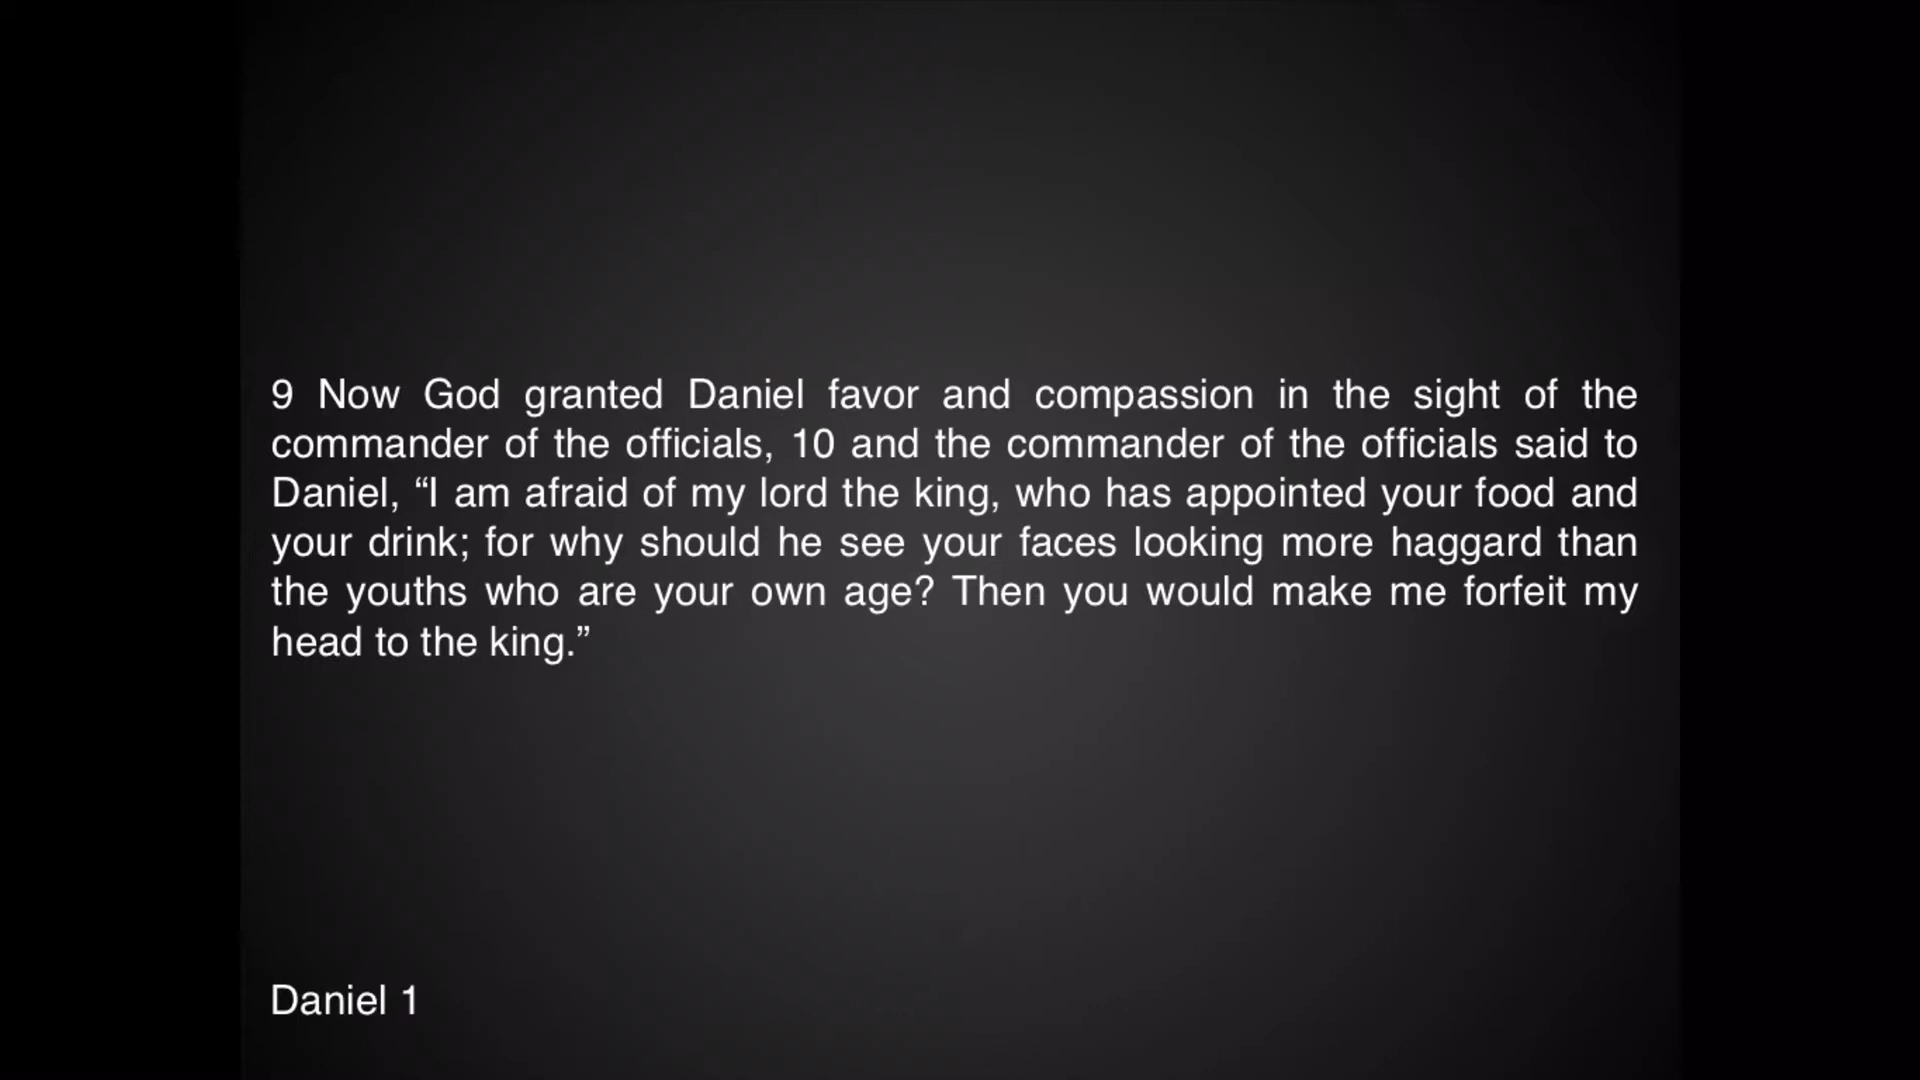 9 Now God granted Daniel favor and compassion in the sight of the
commander of the officials, 10 and the commander of the officials said to
Daniel, “I am afraid of my lord the king, who has appointed your food and
your drink; for why should he see your faces looking more haggard than
the youths who are your own age? Then you would make me forfeit my
head to the king.”
Daniel 1